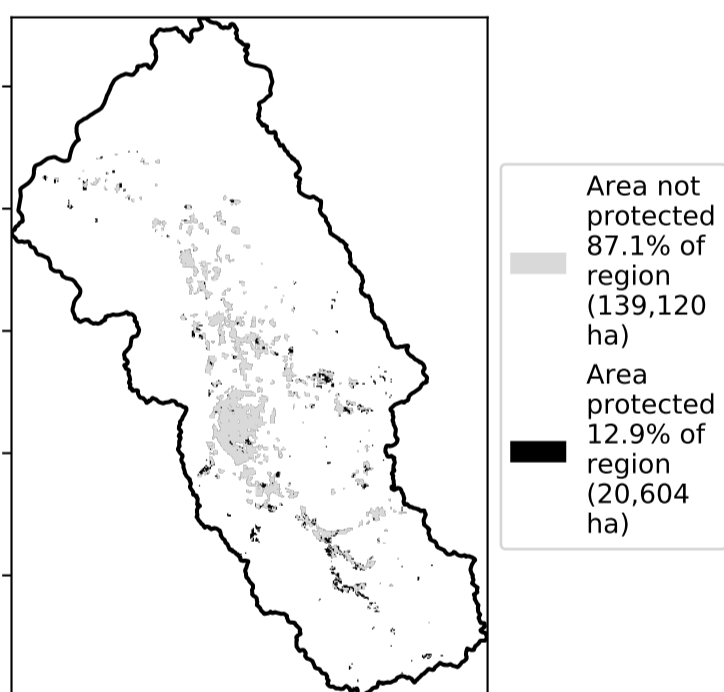 Area not
protected
87.1% of
region
(139,120
ha)
Area
protected
12.9% of
region
(20,604
ha)